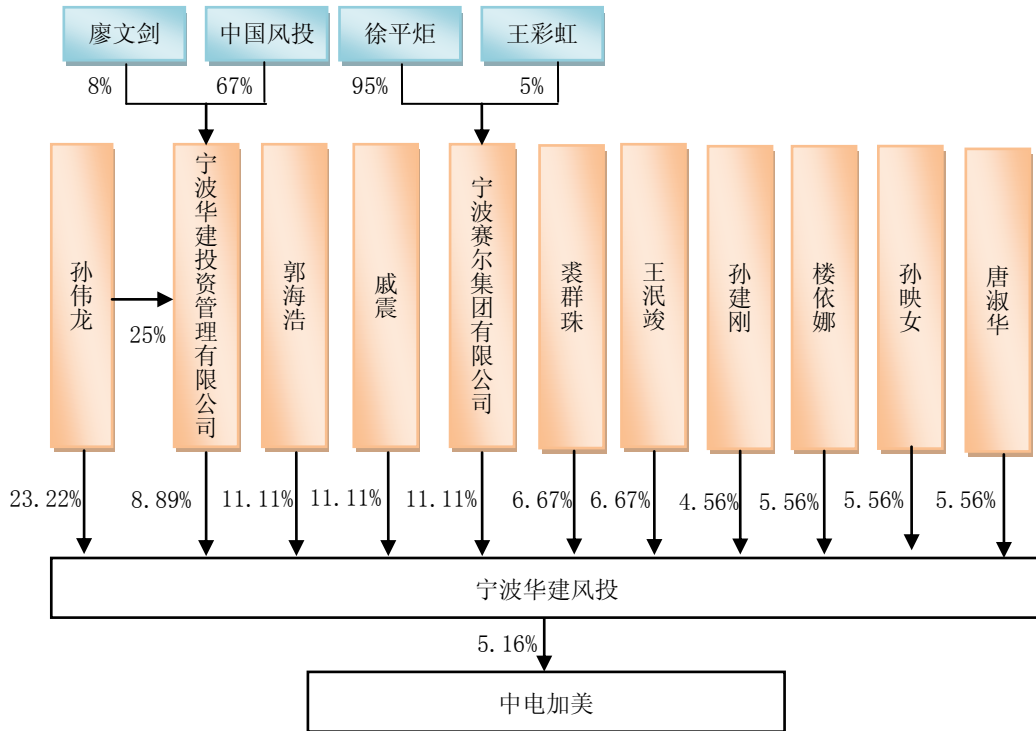 廖文剑
中国风投
徐平炬
王彩虹
8%
67%
95%
5%
孙伟龙
宁波华建投资管理有限公司
郭海浩
戚震
宁波赛尔集团有限公司
裘群珠
王泯竣
孙建刚
楼依娜
孙映女
唐淑华
25%
23.22%
8.89%
11.11%
11.11%
11.11%
6.67%
6.67%
4.56%
5.56%
5.56%
5.56%
宁波华建风投
5.16%
中电加美